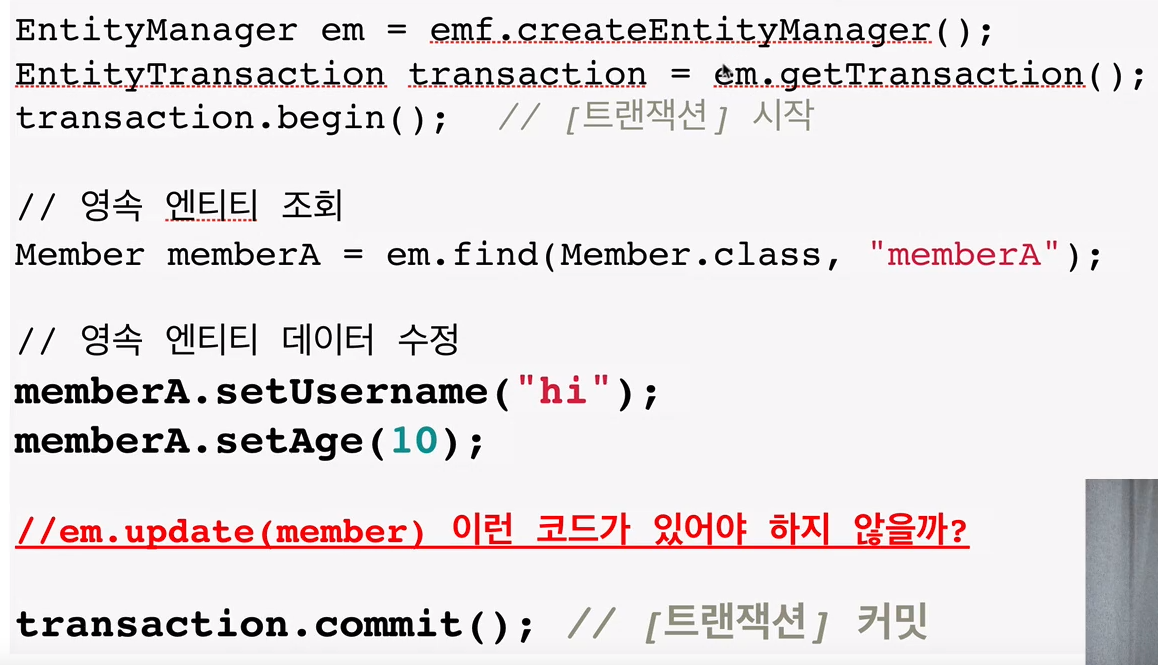 EntityManager em = emf.createEntityManager();
EntityTransaction transaction = em.getTransaction();
transaction.begin(); // [트랜잭션] 시작
// 영속 엔티티 조회
Member memberA = em.find(Member.class, "memberA");
// 영속 엔티티 데이터 수정
memberA.setUsername("hi");
memberA.setAge(10);
//em.update(member) 이런 코드가 있어야 하지 않을까?
transaction.commit(); // [트랜잭션] 커밋